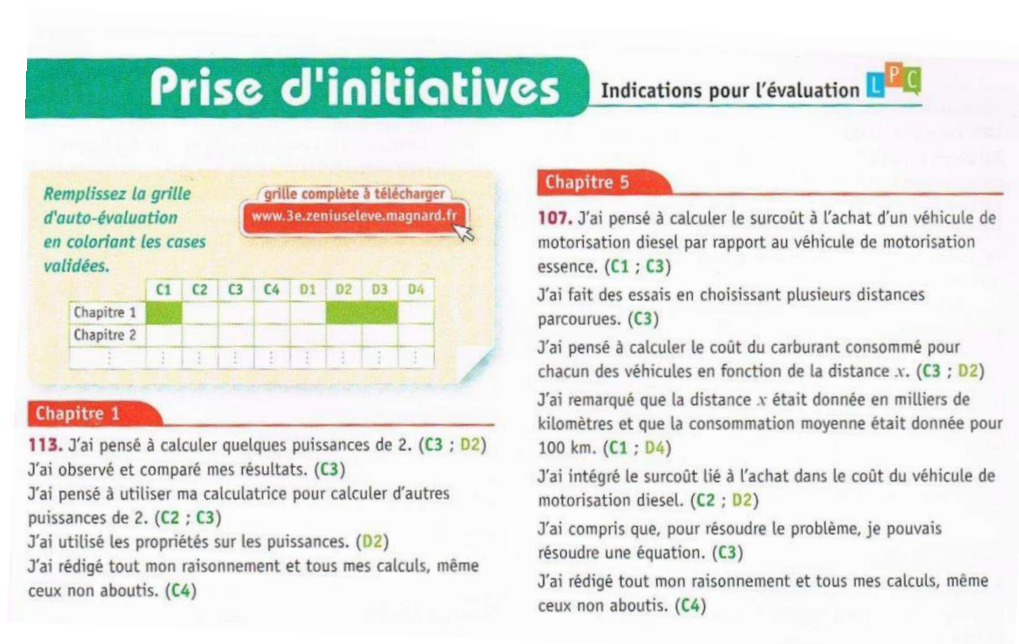 Prise d'initiatives
Indications pour l'évaluation LPC
Remplissez la grille
d'auto-évaluation
en coloriant les cases
validées.
grille complète à télécharger
www.3e.zeniuseleve.magnard.fr
C1 C2 C3 C4 D1 D2 D3 D4
Chapitre 1
Chapitre 2
Chapitre 1
113. J'ai pensé à calculer quelques puissances de 2. (C3 ; D2)
J'ai observé et comparé mes résultats. (C3)
J'ai pensé à utiliser ma calculatrice pour calculer d'autres
puissances de 2. (C2 ; C3)
J'ai utilisé les propriétés sur les puissances. (D2)
J'ai rédigé tout mon raisonnement et tous mes calculs, même
ceux non aboutis. (C4)
Chapitre 5
107. J'ai pensé à calculer le surcoût à l'achat d'un véhicule de
motorisation diesel par rapport au véhicule de motorisation
essence. (C1 ; C3)
J'ai fait des essais en choisissant plusieurs distances
parcourues. (C3)
J'ai pensé à calculer le coût du carburant consommé pour
chacun des véhicules en fonction de la distance x. (C3 ; D2)
J'ai remarqué que la distance x était donnée en milliers de
kilomètres et que la consommation moyenne était donnée pour
100 km. (C1 ; D4)
J'ai intégré le surcoût lié à l'achat dans le coût du véhicule de
motorisation diesel. (C2 ; D2)
J'ai compris que, pour résoudre le problème, je pouvais
résoudre une équation. (C3)
J'ai rédigé tout mon raisonnement et tous mes calculs, même
ceux non aboutis. (C4)